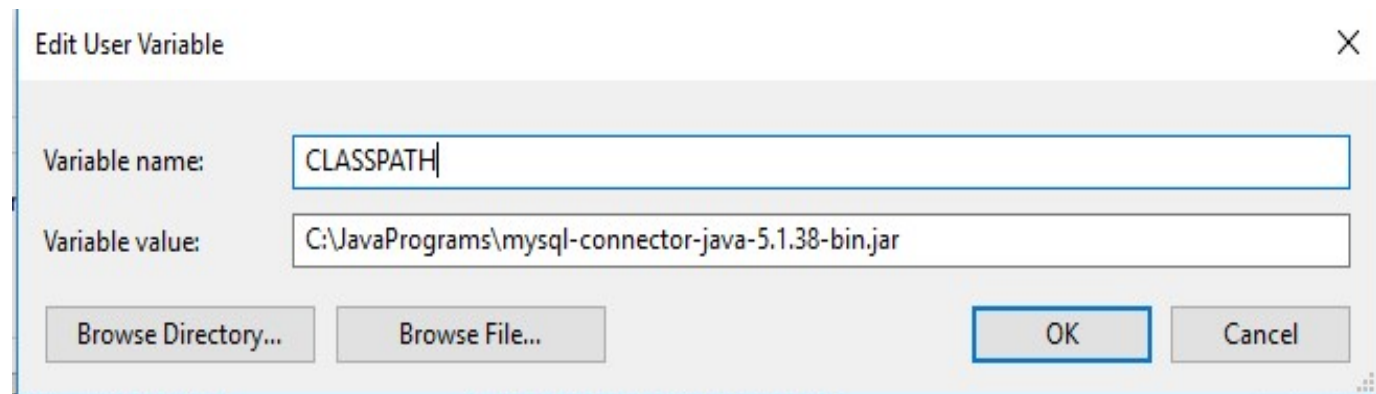 Edit User Variable
Variable name: CLASSPATH
Variable value: C:\JavaPrograms\mysql-connector-java-5.1.38-bin.jar
Browse Directory... Browse File... OK Cancel